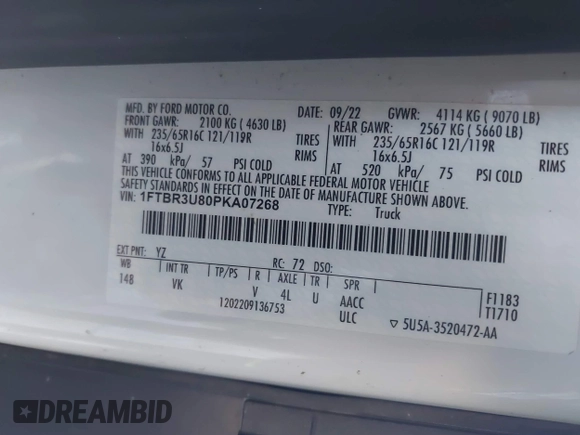 MFD. BY FORD MOTOR CO.
DATE: 09/22 GVWR: 4114 KG ( 9070 LB)
FRONT GAWR: 2100 KG ( 4630 LB) REAR GAWR: 2567 KG ( 5660 LB)
WITH 235/65R16C 121/119R TIRES WITH 235/65R16C 121/119R TIRES
16x6.5J RIMS 16x6.5J RIMS
AT 390 kPa/ 57 PSI COLD AT 520 kPa/ 75 PSI COLD
THIS VEHICLE CONFORMS TO ALL APPLICABLE FEDERAL MOTOR VEHICLE
SAFETY STANDARDS IN EFFECT ON THE DATE OF MANUFACTURE SHOWN ABOVE.
VIN: 1FTBR3U80PKA07268
TYPE: Truck
EXT PNT: YZ RC: 72 DSO:
WB INT TR TP/PS R AXLE TR SPR
148 VK V 4L U AACC
ULC
F1183
T1710
1202209136753
▽ 5U5A-3520472-AA
DREAMBID